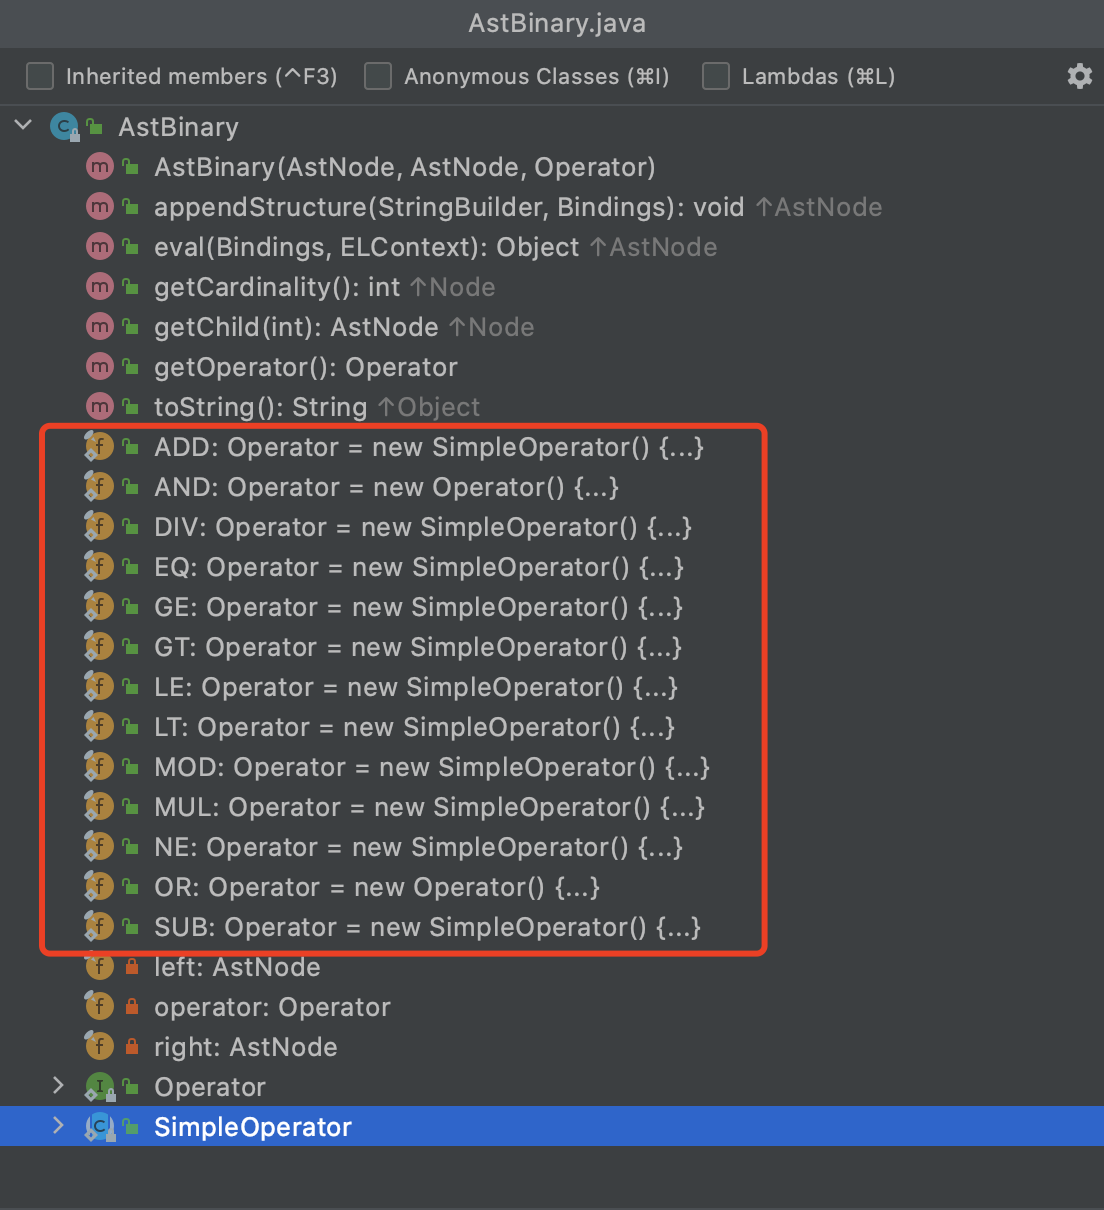 AstBinary.java
Inherited members (^F3) Anonymous Classes (⌘I) Lambdas (⌘L)
C AstBinary
m AstBinary(AstNode, AstNode, Operator)
m appendStructure(StringBuilder, Bindings): void ↑AstNode
m eval(Bindings, ELContext): Object ↑AstNode
m getCardinality(): int ↑Node
m getChild(int): AstNode ↑Node
m getOperator(): Operator
m toString(): String ↑Object
f ADD: Operator = new SimpleOperator() {...}
f AND: Operator = new Operator() {...}
f DIV: Operator = new SimpleOperator() {...}
f EQ: Operator = new SimpleOperator() {...}
f GE: Operator = new SimpleOperator() {...}
f GT: Operator = new SimpleOperator() {...}
f LE: Operator = new SimpleOperator() {...}
f LT: Operator = new SimpleOperator() {...}
f MOD: Operator = new SimpleOperator() {...}
f MUL: Operator = new SimpleOperator() {...}
f NE: Operator = new SimpleOperator() {...}
f OR: Operator = new Operator() {...}
f SUB: Operator = new SimpleOperator() {...}
f left: AstNode
f operator: Operator
f right: AstNode
I Operator
C SimpleOperator